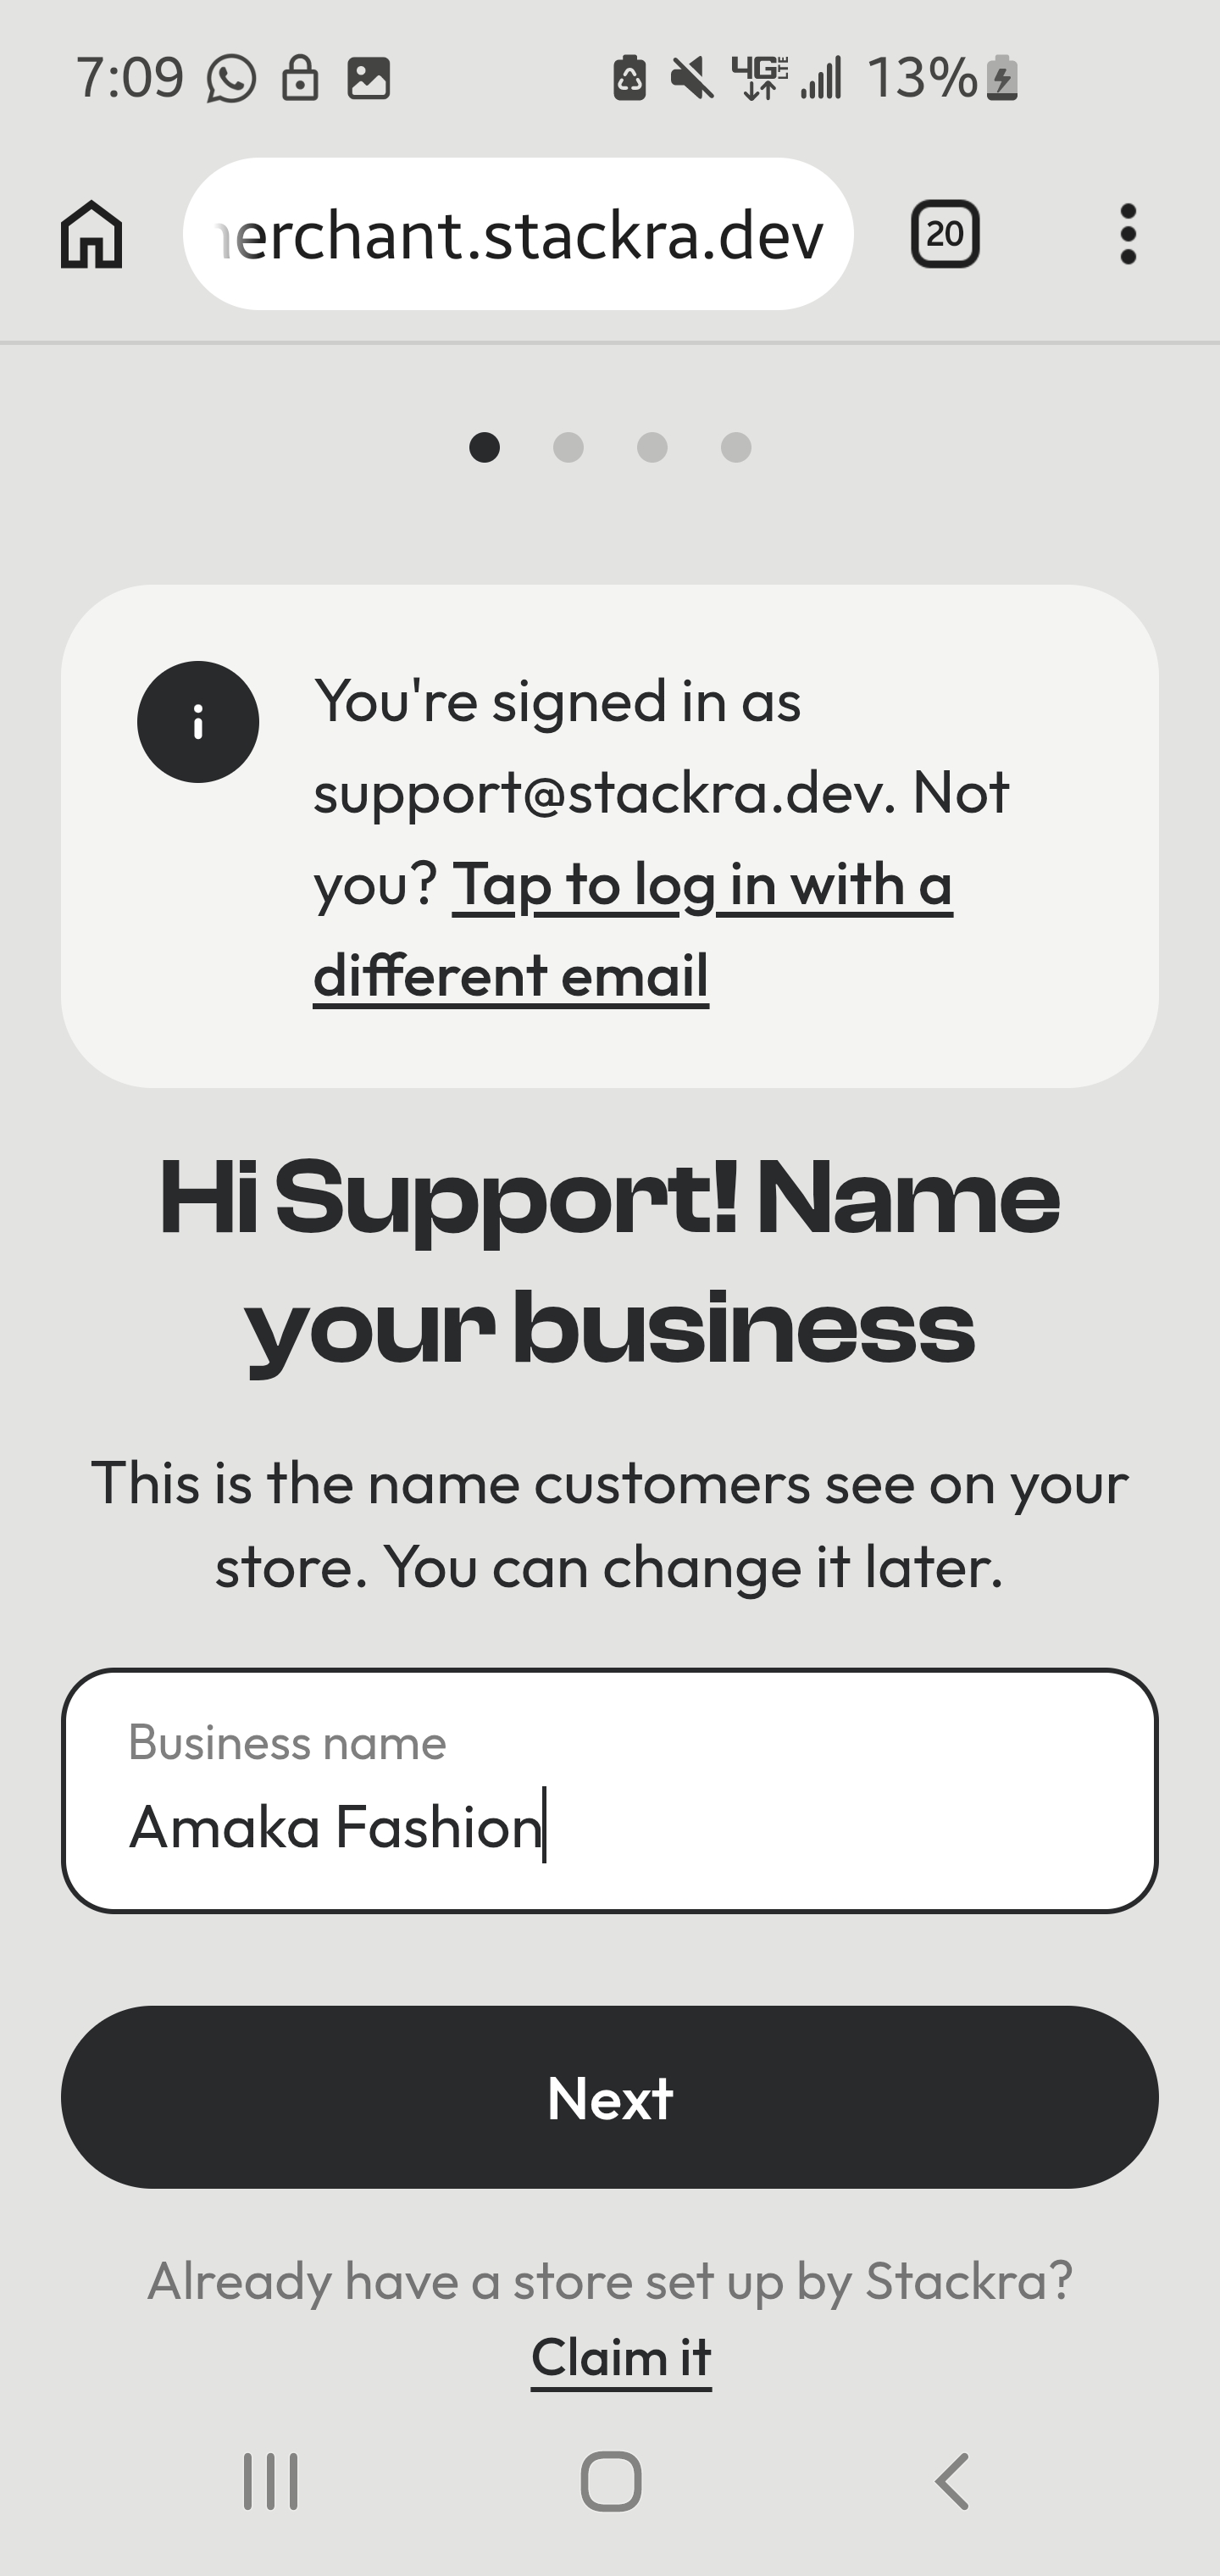 7:09
4G LTE
13%
erchant.stackra.dev
20
You're signed in as
support@stackra.dev. Not
you? Tap to log in with a
different email
Hi Support! Name
your business
This is the name customers see on your
store. You can change it later.
Business name
Amaka Fashion
Next
Already have a store set up by Stackra?
Claim it